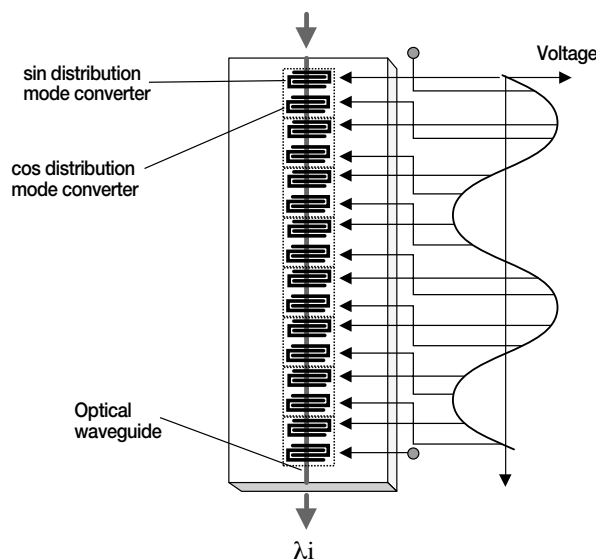 Voltage
sin distribution
mode converter
cos distribution
mode converter
Optical
waveguide
λi